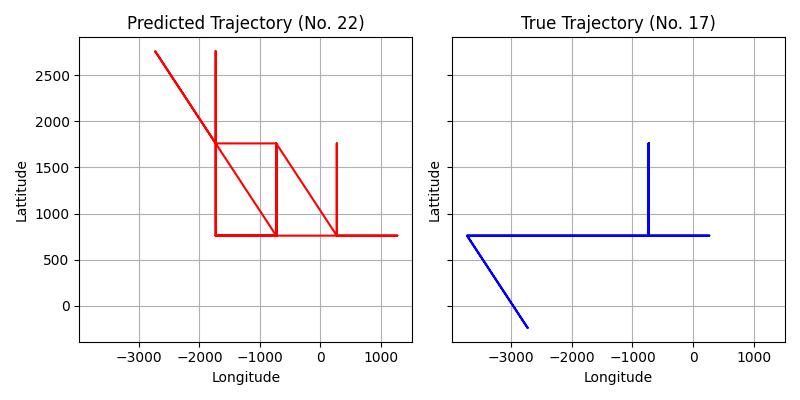 Predicted Trajectory (No. 22)
True Trajectory (No. 17)
2500
2000
1500
1000
500
0
Lattitude
Lattitude
−3000 −2000 −1000 0 1000
−3000 −2000 −1000 0 1000
Longitude
Longitude